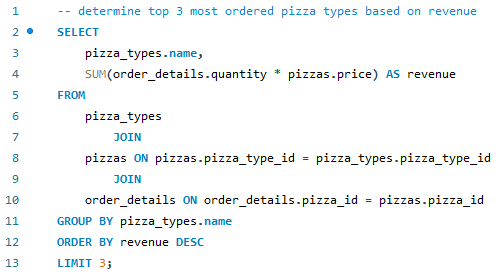 1 -- determine top 3 most ordered pizza types based on revenue
2 SELECT
3 pizza_types.name,
4 SUM(order_details.quantity * pizzas.price) AS revenue
5 FROM
6 pizza_types
7 JOIN
8 pizzas ON pizzas.pizza_type_id = pizza_types.pizza_type_id
9 JOIN
10 order_details ON order_details.pizza_id = pizzas.pizza_id
11 GROUP BY pizza_types.name
12 ORDER BY revenue DESC
13 LIMIT 3;